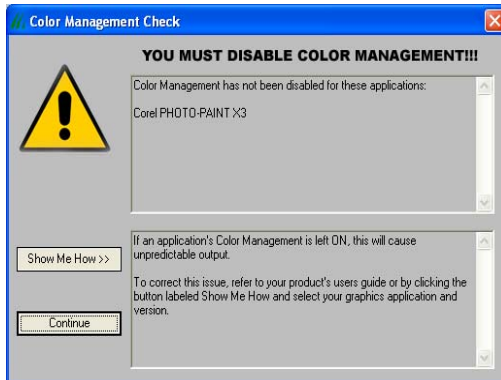 Color Management Check
YOU MUST DISABLE COLOR MANAGEMENT!!!
Color Management has not been disabled for these applications:
Corel PHOTO-PAINT X3
Show Me How >>
If an application's Color Management is left ON, this will cause
unpredictable output.
To correct this issue, refer to your product's users guide or by clicking the
button labeled Show Me How and select your graphics application and
version.
Continue